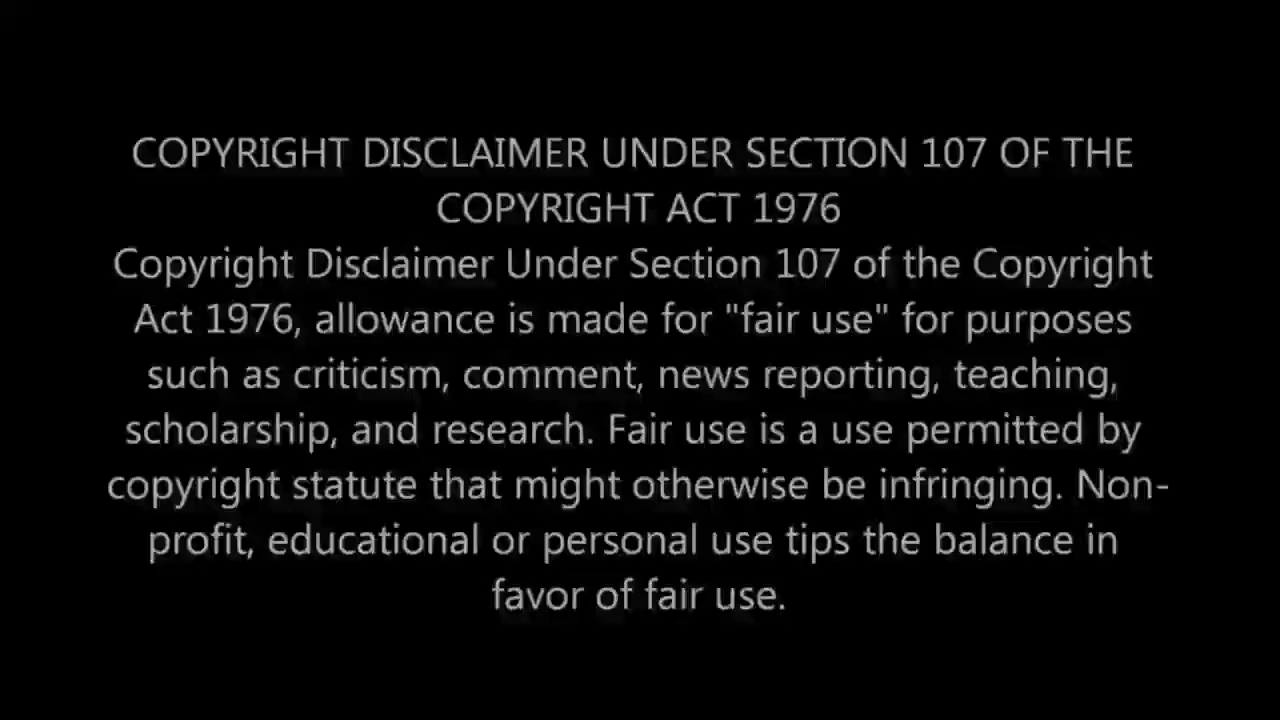 COPYRIGHT DISCLAIMER UNDER SECTION 107 OF THE
COPYRIGHT ACT 1976
Copyright Disclaimer Under Section 107 of the Copyright
Act 1976, allowance is made for "fair use" for purposes
such as criticism, comment, news reporting, teaching,
scholarship, and research. Fair use is a use permitted by
copyright statute that might otherwise be infringing. Non-
profit, educational or personal use tips the balance in
favor of fair use.